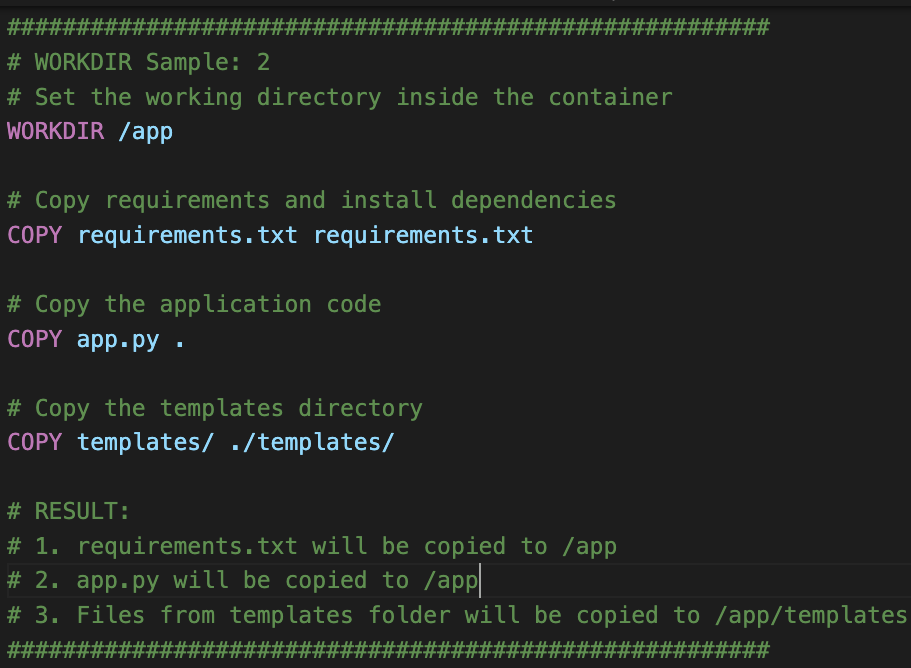 #######################################################
# WORKDIR Sample: 2
# Set the working directory inside the container
WORKDIR /app
# Copy requirements and install dependencies
COPY requirements.txt requirements.txt
# Copy the application code
COPY app.py .
# Copy the templates directory
COPY templates/ ./templates/
# RESULT:
# 1. requirements.txt will be copied to /app
# 2. app.py will be copied to /app
# 3. Files from templates folder will be copied to /app/templates
#######################################################